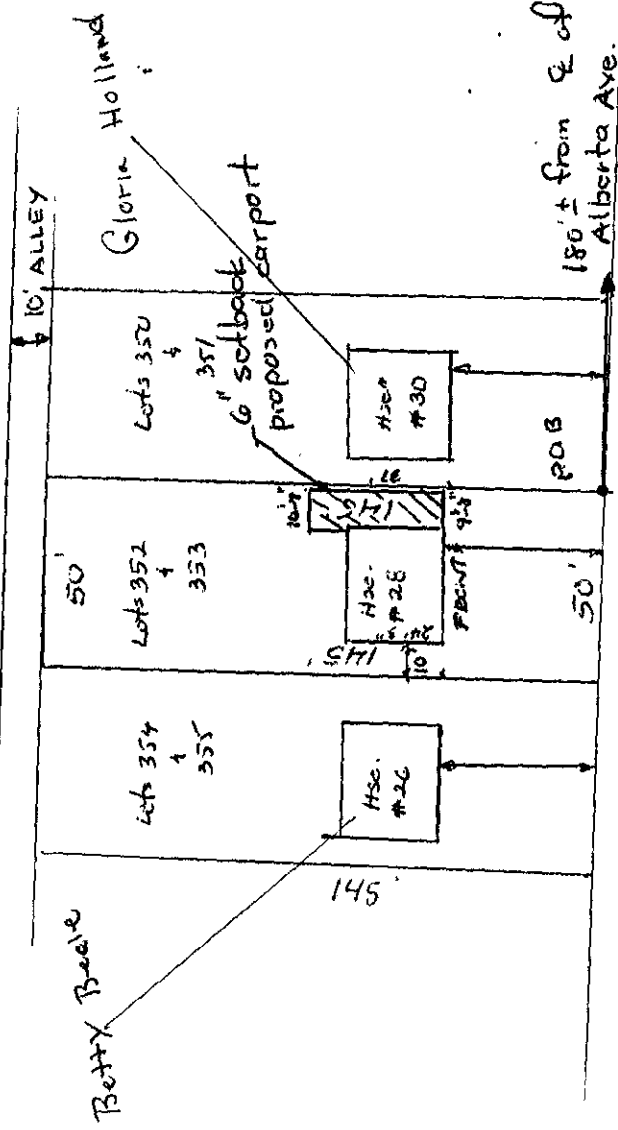 10' ALLEY
Gloria Holland
Lots 350
&
351
6" setback
proposed carport
Hse.
#30
50'
Lots 352
&
353
Hse.
#28
FRONT
10'
Lots 354
&
355
Hse.
#26
Betty Beale
145'
POB
50'
180'± from ℄ of
Alberta Ave.